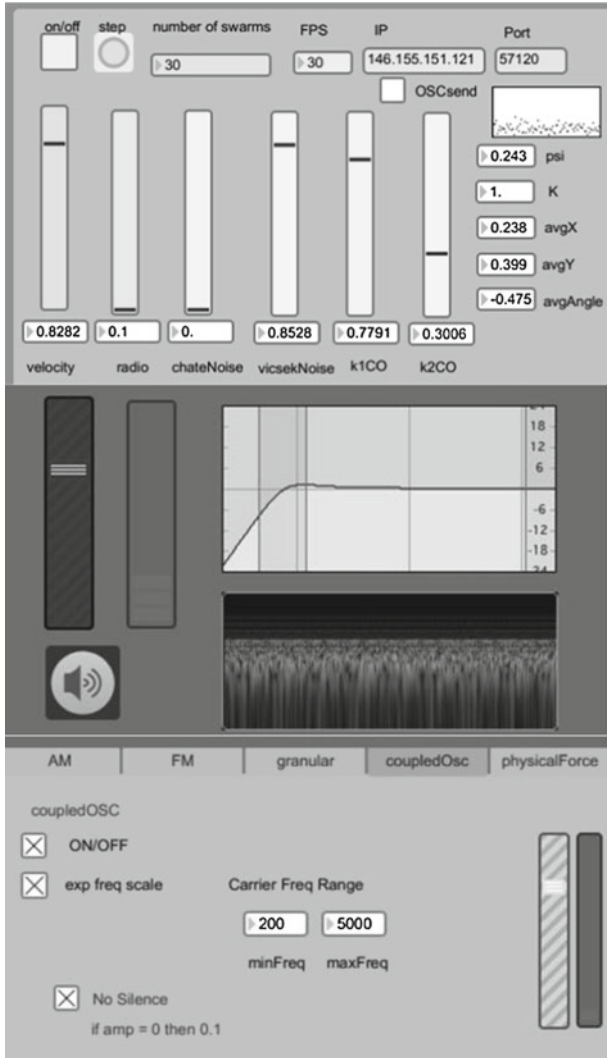 on/off step number of swarms FPS IP Port
30 30 146.155.151.121 57120
OSCsend
0.243 psi
1. K
0.238 avgX
0.399 avgY
-0.475 avgAngle
0.8282 0.1 0. 0.8528 0.7791 0.3006
velocity radio chateNoise vicsekNoise k1CO k2CO
24
18
12
6
-6
-12
-18
24
AM FM granular coupledOsc physicalForce
coupledOSC
ON/OFF
exp freq scale Carrier Freq Range
200 5000
minFreq maxFreq
No Silence
if amp = 0 then 0.1